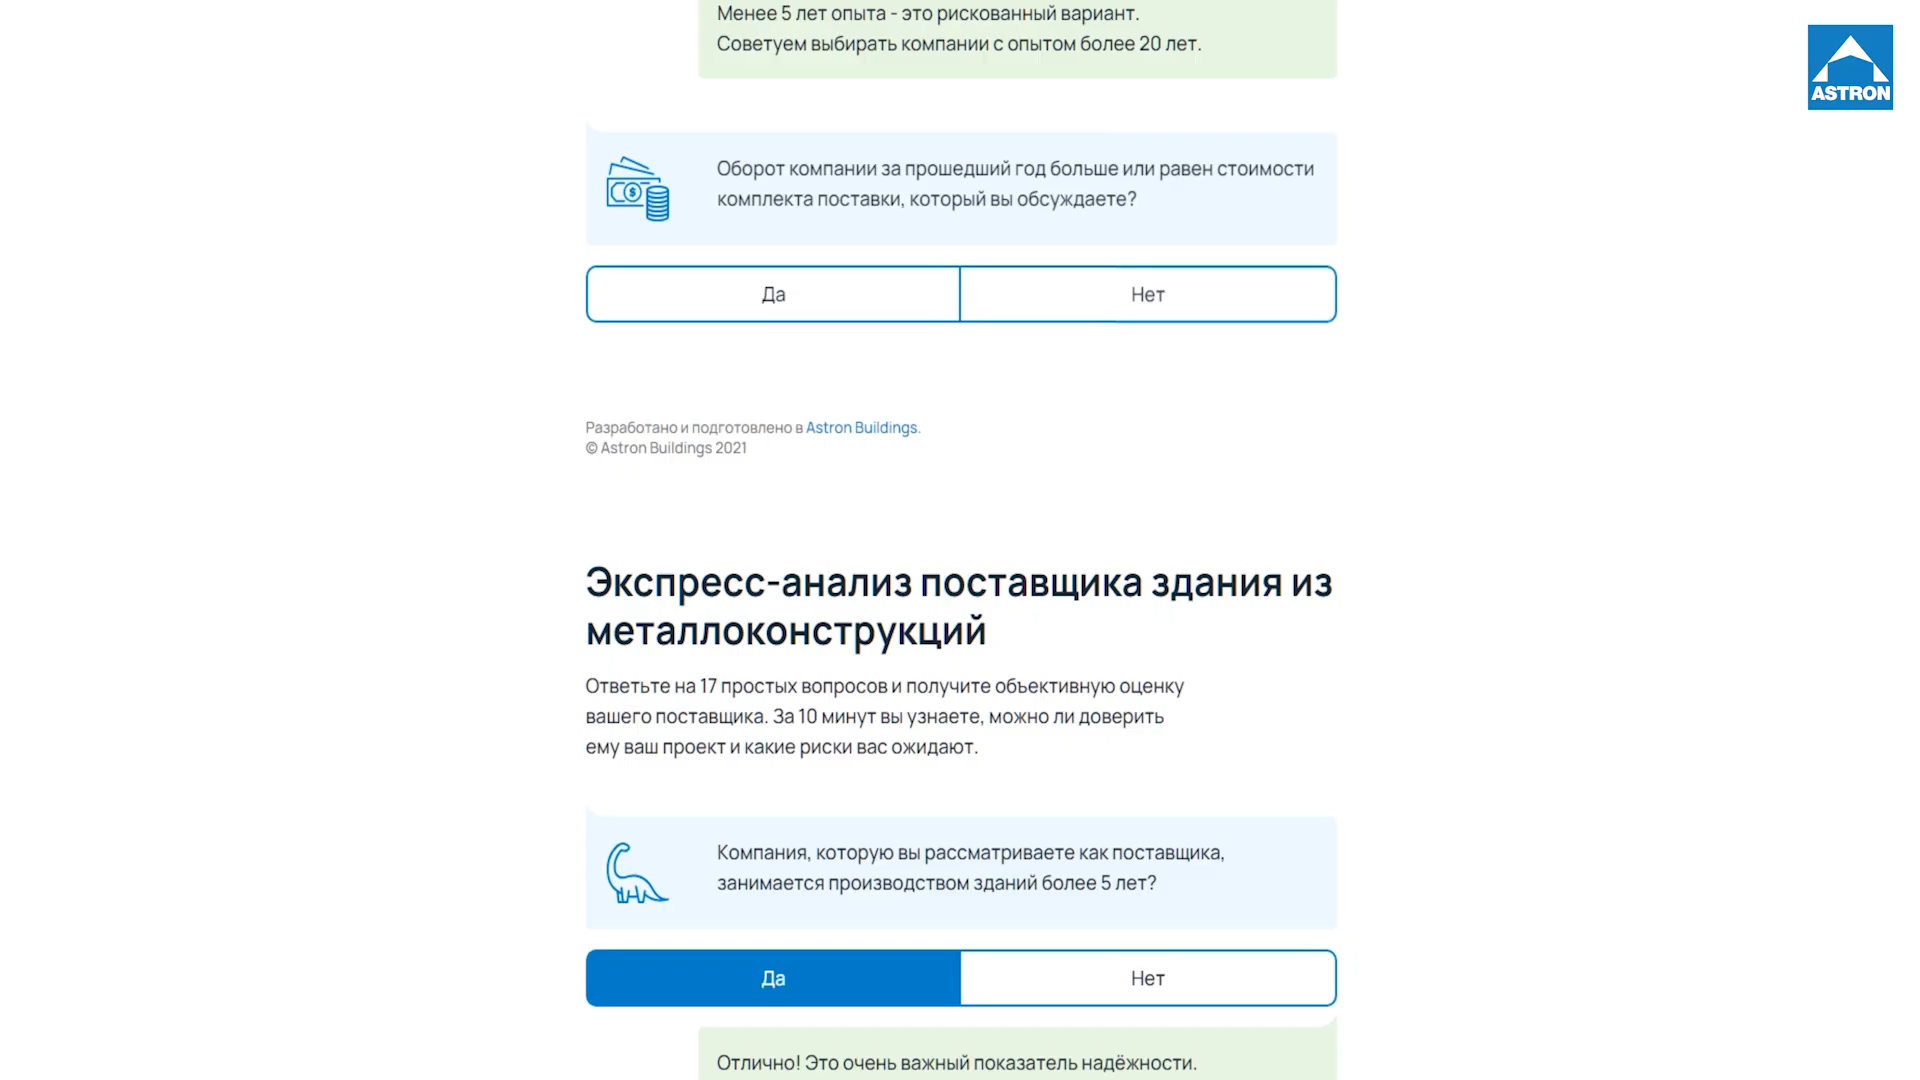 Менее 5 лет опыта - это рискованный вариант.
Советуем выбирать компании с опытом более 20 лет.
ASTRON
Оборот компании за прошедший год больше или равен стоимости
комплекта поставки, который вы обсуждаете?
Да
Нет
Разработано и подготовлено в Astron Buildings.
© Astron Buildings 2021
Экспресс-анализ поставщика здания из
металлоконструкций
Ответьте на 17 простых вопросов и получите объективную оценку
вашего поставщика. За 10 минут вы узнаете, можно ли доверить
ему ваш проект и какие риски вас ожидают.
Компания, которую вы рассматриваете как поставщика,
занимается производством зданий более 5 лет?
Да
Нет
Отлично! Это очень важный показатель надёжности.